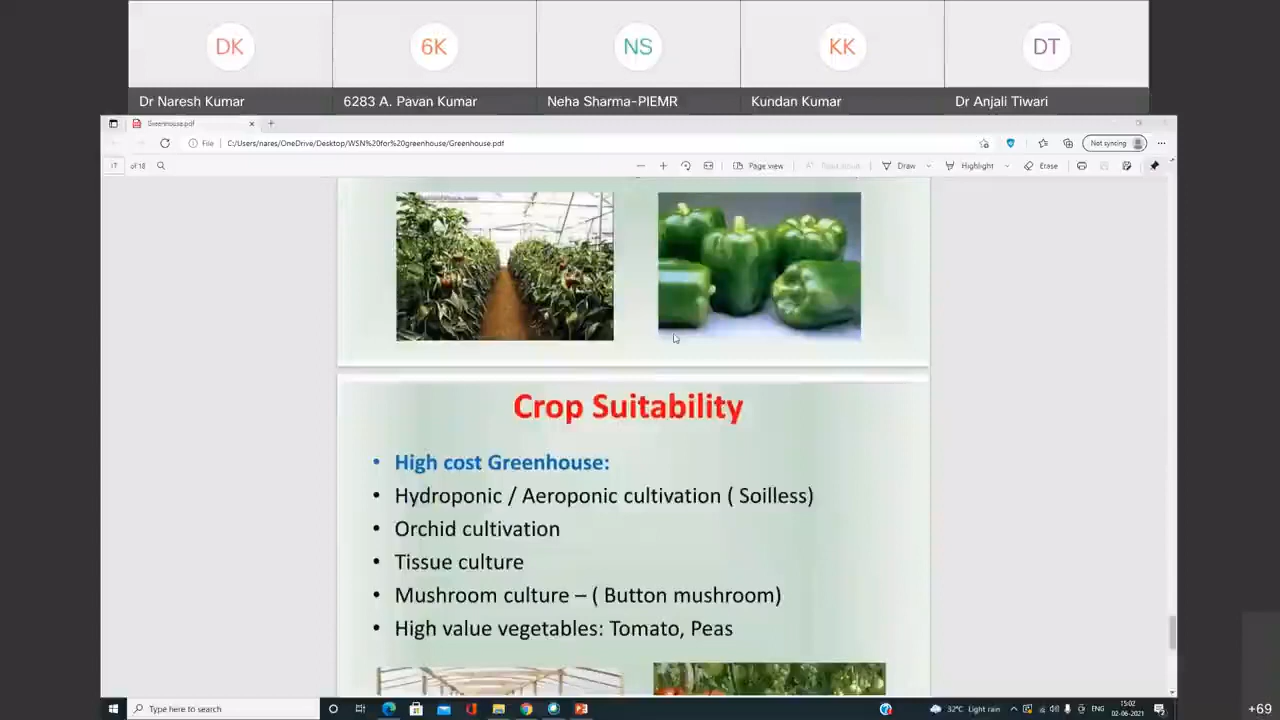 DK
6K
NS
KK
DT
Dr Naresh Kumar
6283 A. Pavan Kumar
Neha Sharma-PIEMR
Kundan Kumar
Dr Anjali Tiwari
Greenhouse.pdf
File
C:/Users/nares/OneDrive/Desktop/WSN%20for%20greenhouse/Greenhouse.pdf
Not syncing
17 of 18
Page view
Draw
Highlight
Erase
Crop Suitability
• High cost Greenhouse:
• Hydroponic / Aeroponic cultivation ( Soilless)
• Orchid cultivation
• Tissue culture
• Mushroom culture – ( Button mushroom)
• High value vegetables: Tomato, Peas
Type here to search
32°C Light rain
ENG
15:02
02-06-2021
+69